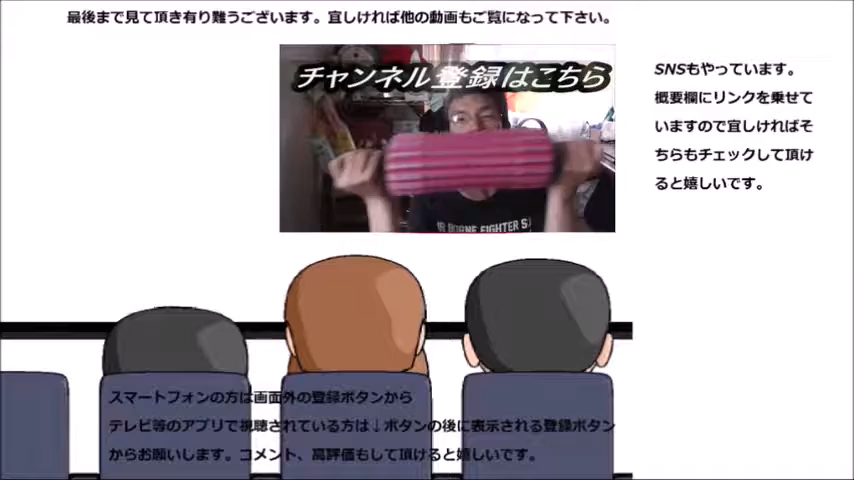 最後まで見て頂き有り難うございます。宜しければ他の動画もご覧になって下さい。
チャンネル登録はこちら
SNSもやっています。
概要欄にリンクを乗せて
いますので宜しければそ
ちらもチェックして頂け
ると嬉しいです。
BORNE FIGHTER
スマートフォンの方は画面外の登録ボタンから
テレビ等のアプリで視聴されている方は↓ボタンの後に表示される登録ボタン
からお願いします。コメント、高評価もして頂けると嬉しいです。